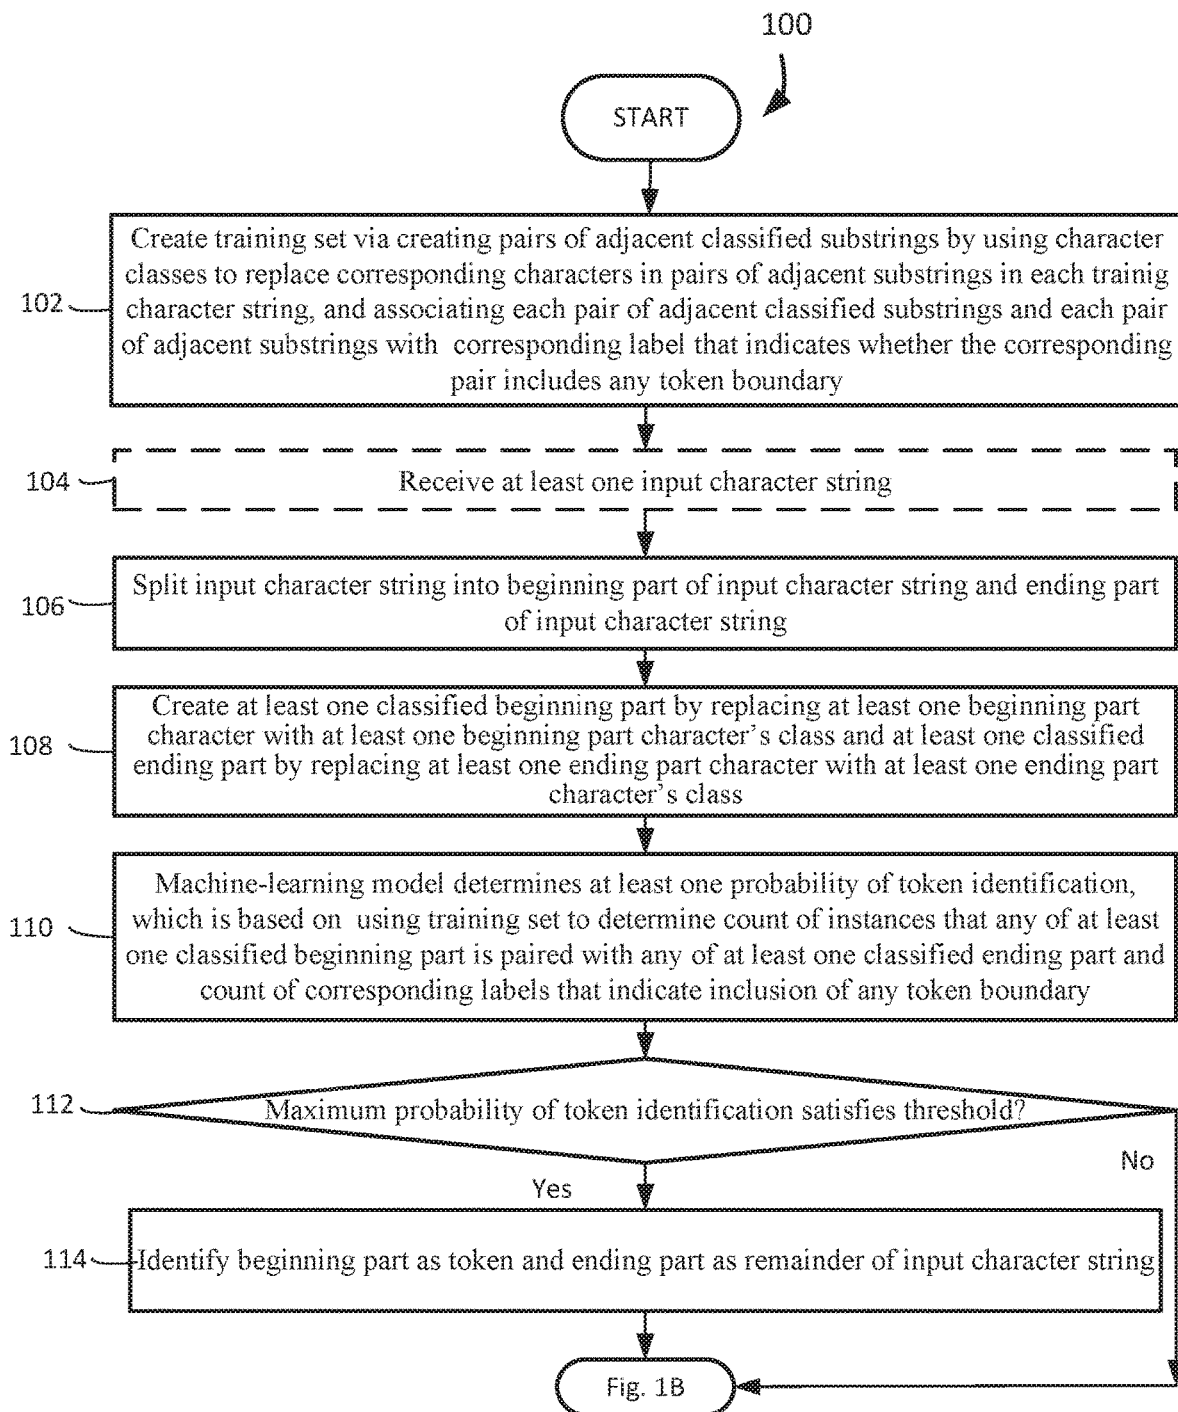 100
START
Create training set via creating pairs of adjacent classified substrings by using character
classes to replace corresponding characters in pairs of adjacent substrings in each trainig
102
character string, and associating each pair of adjacent classified substrings and each pair
of adjacent substrings with corresponding label that indicates whether the corresponding
pair includes any token boundary
104
Receive at least one input character string
Split input character string into beginning part of input character string and ending part
106
of input character string
Create at least one classified beginning part by replacing at least one beginning part
character with at least one beginning part character's class and at least one classified
108
ending part by replacing at least one ending part character with at least one ending part
character's class
Machine-learning model determines at least one probability of token identification,
which is based on using training set to determine count of instances that any of at least
110
one classified beginning part is paired with any of at least one classified ending part and
count of corresponding labels that indicate inclusion of any token boundary
112
Maximum probability of token identification satisfies threshold?
No
Yes
114
Identify beginning part as token and ending part as remainder of input character string
Fig. 1B